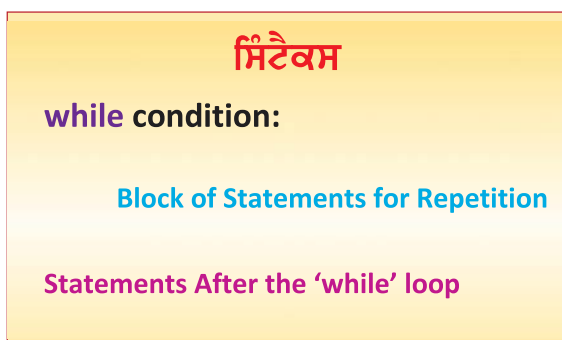 ਸਿੰਟੈਕਸ
while condition:
Block of Statements for Repetition
Statements After the ‘while’ loop